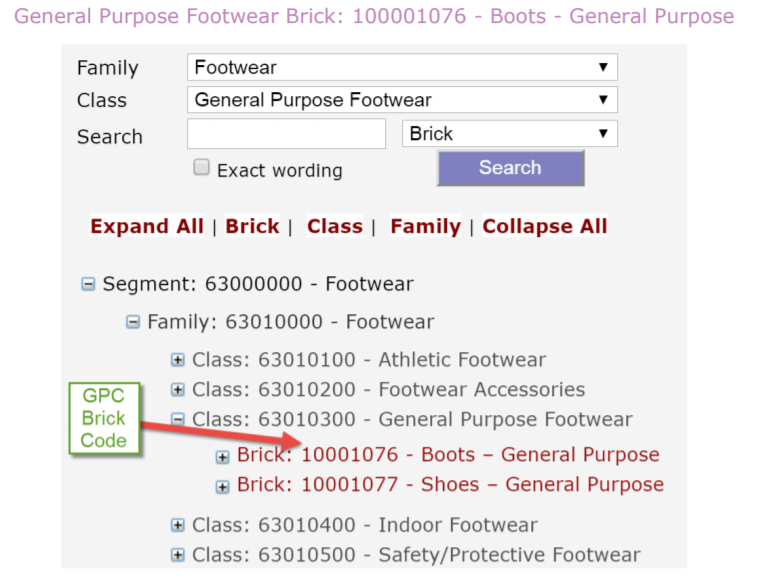 General Purpose Footwear Brick: 100001076 - Boots - General Purpose
Family Footwear
Class General Purpose Footwear
Search Brick
Exact wording Search
Expand All | Brick | Class | Family | Collapse All
Segment: 63000000 - Footwear
Family: 63010000 - Footwear
Class: 63010100 - Athletic Footwear
Class: 63010200 - Footwear Accessories
GPC
Brick
Code
Class: 63010300 - General Purpose Footwear
Brick: 10001076 - Boots – General Purpose
Brick: 10001077 - Shoes – General Purpose
Class: 63010400 - Indoor Footwear
Class: 63010500 - Safety/Protective Footwear